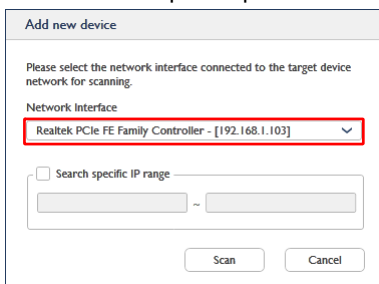 Add new device
Please select the network interface connected to the target device
network for scanning.
Network Interface
Realtek PCIe FE Family Controller - [192.168.1.103]
Search specific IP range
~
Scan Cancel